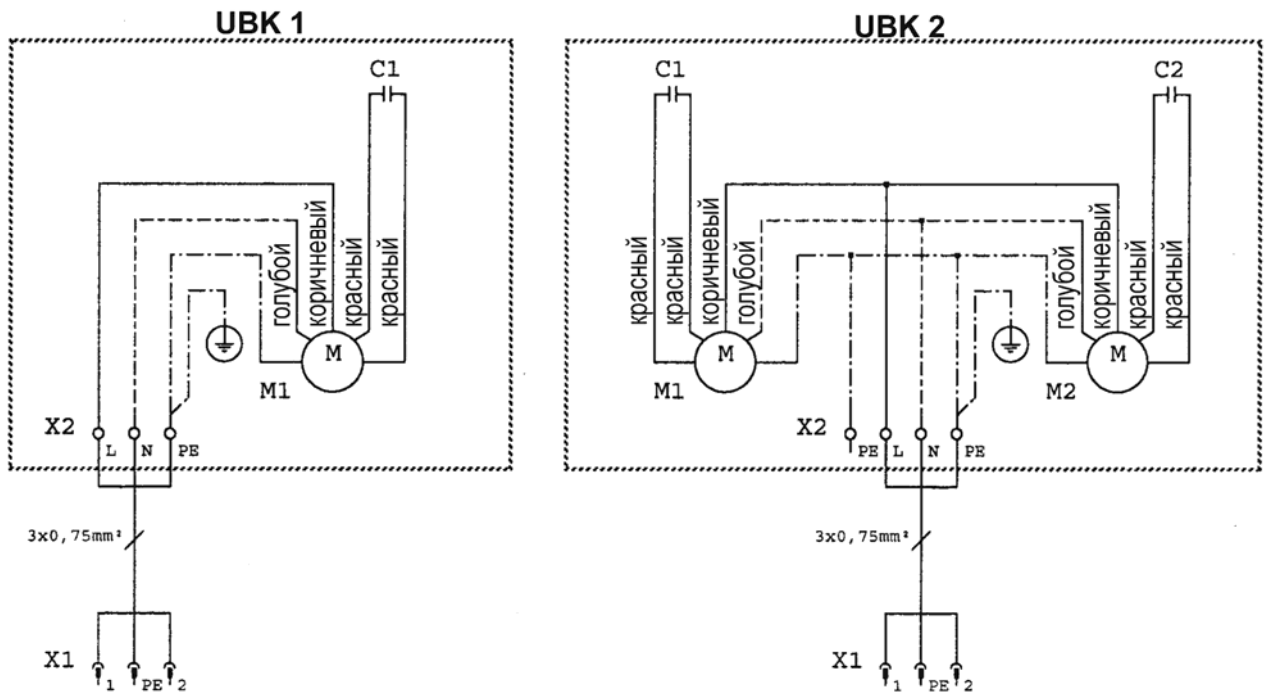 UBK 1
C1
голубой
коричневый
красный
красный
M
M1
X2
L N PE
3x0,75mm²
X1
1 PE 2
UBK 2
C1 C2
красный
красный
коричневый
голубой
голубой
коричневый
красный
красный
M M
M1 M2
X2
PE L N PE
3x0,75mm²
X1
1 PE 2